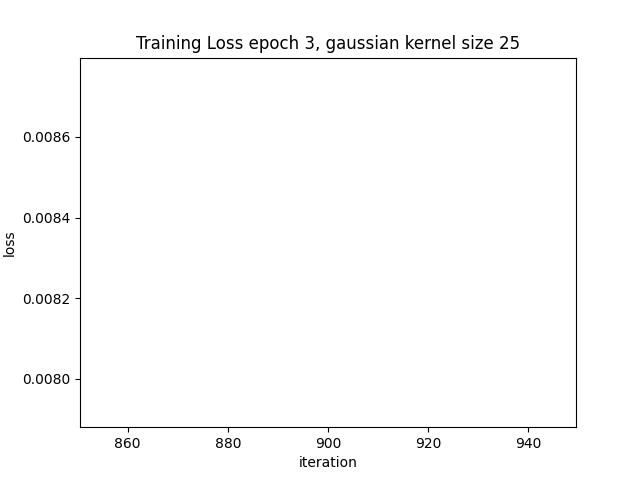 Training Loss epoch 3, gaussian kernel size 25
0.0086
0.0084
0.0082
0.0080
loss
860 880 900 920 940
iteration